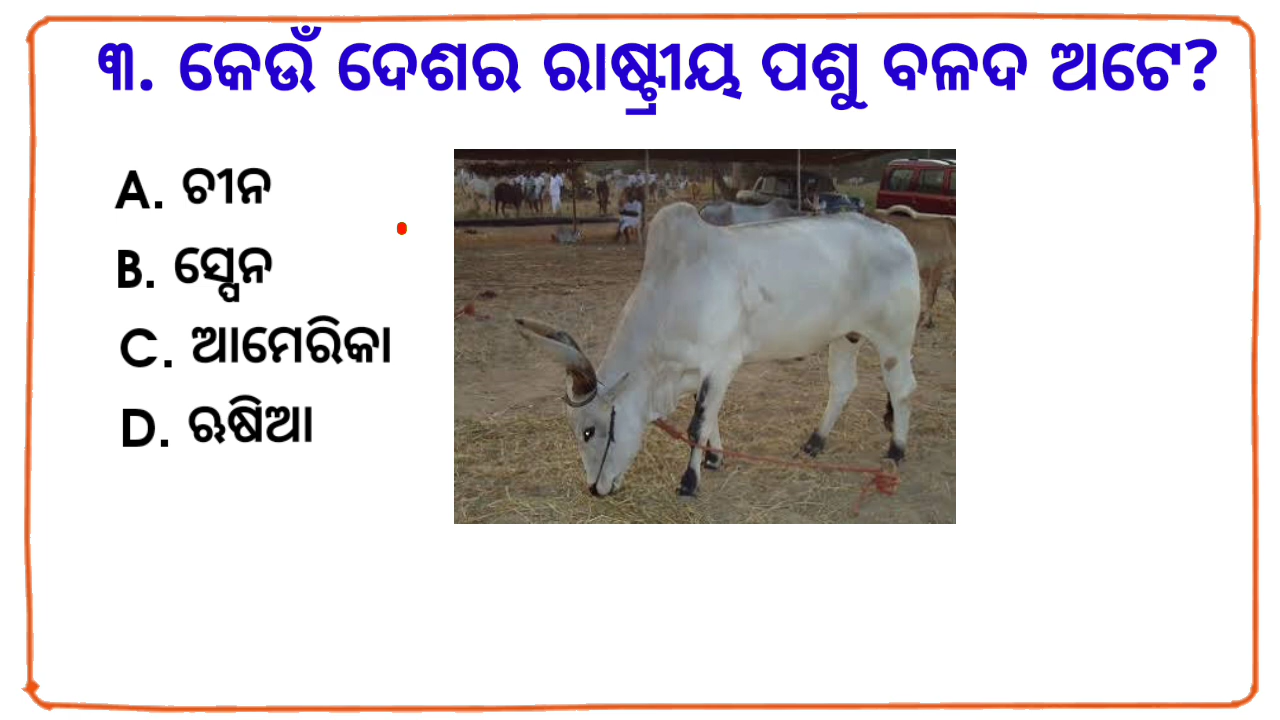 ୩. କେଉଁ ଦେଶର ରାଷ୍ଟ୍ରୀୟ ପଶୁ ବଳଦ ଅଟେ?
A. ଚୀନ
B. ସ୍ପେନ
C. ଆମେରିକା
D. ଋଷିଆ